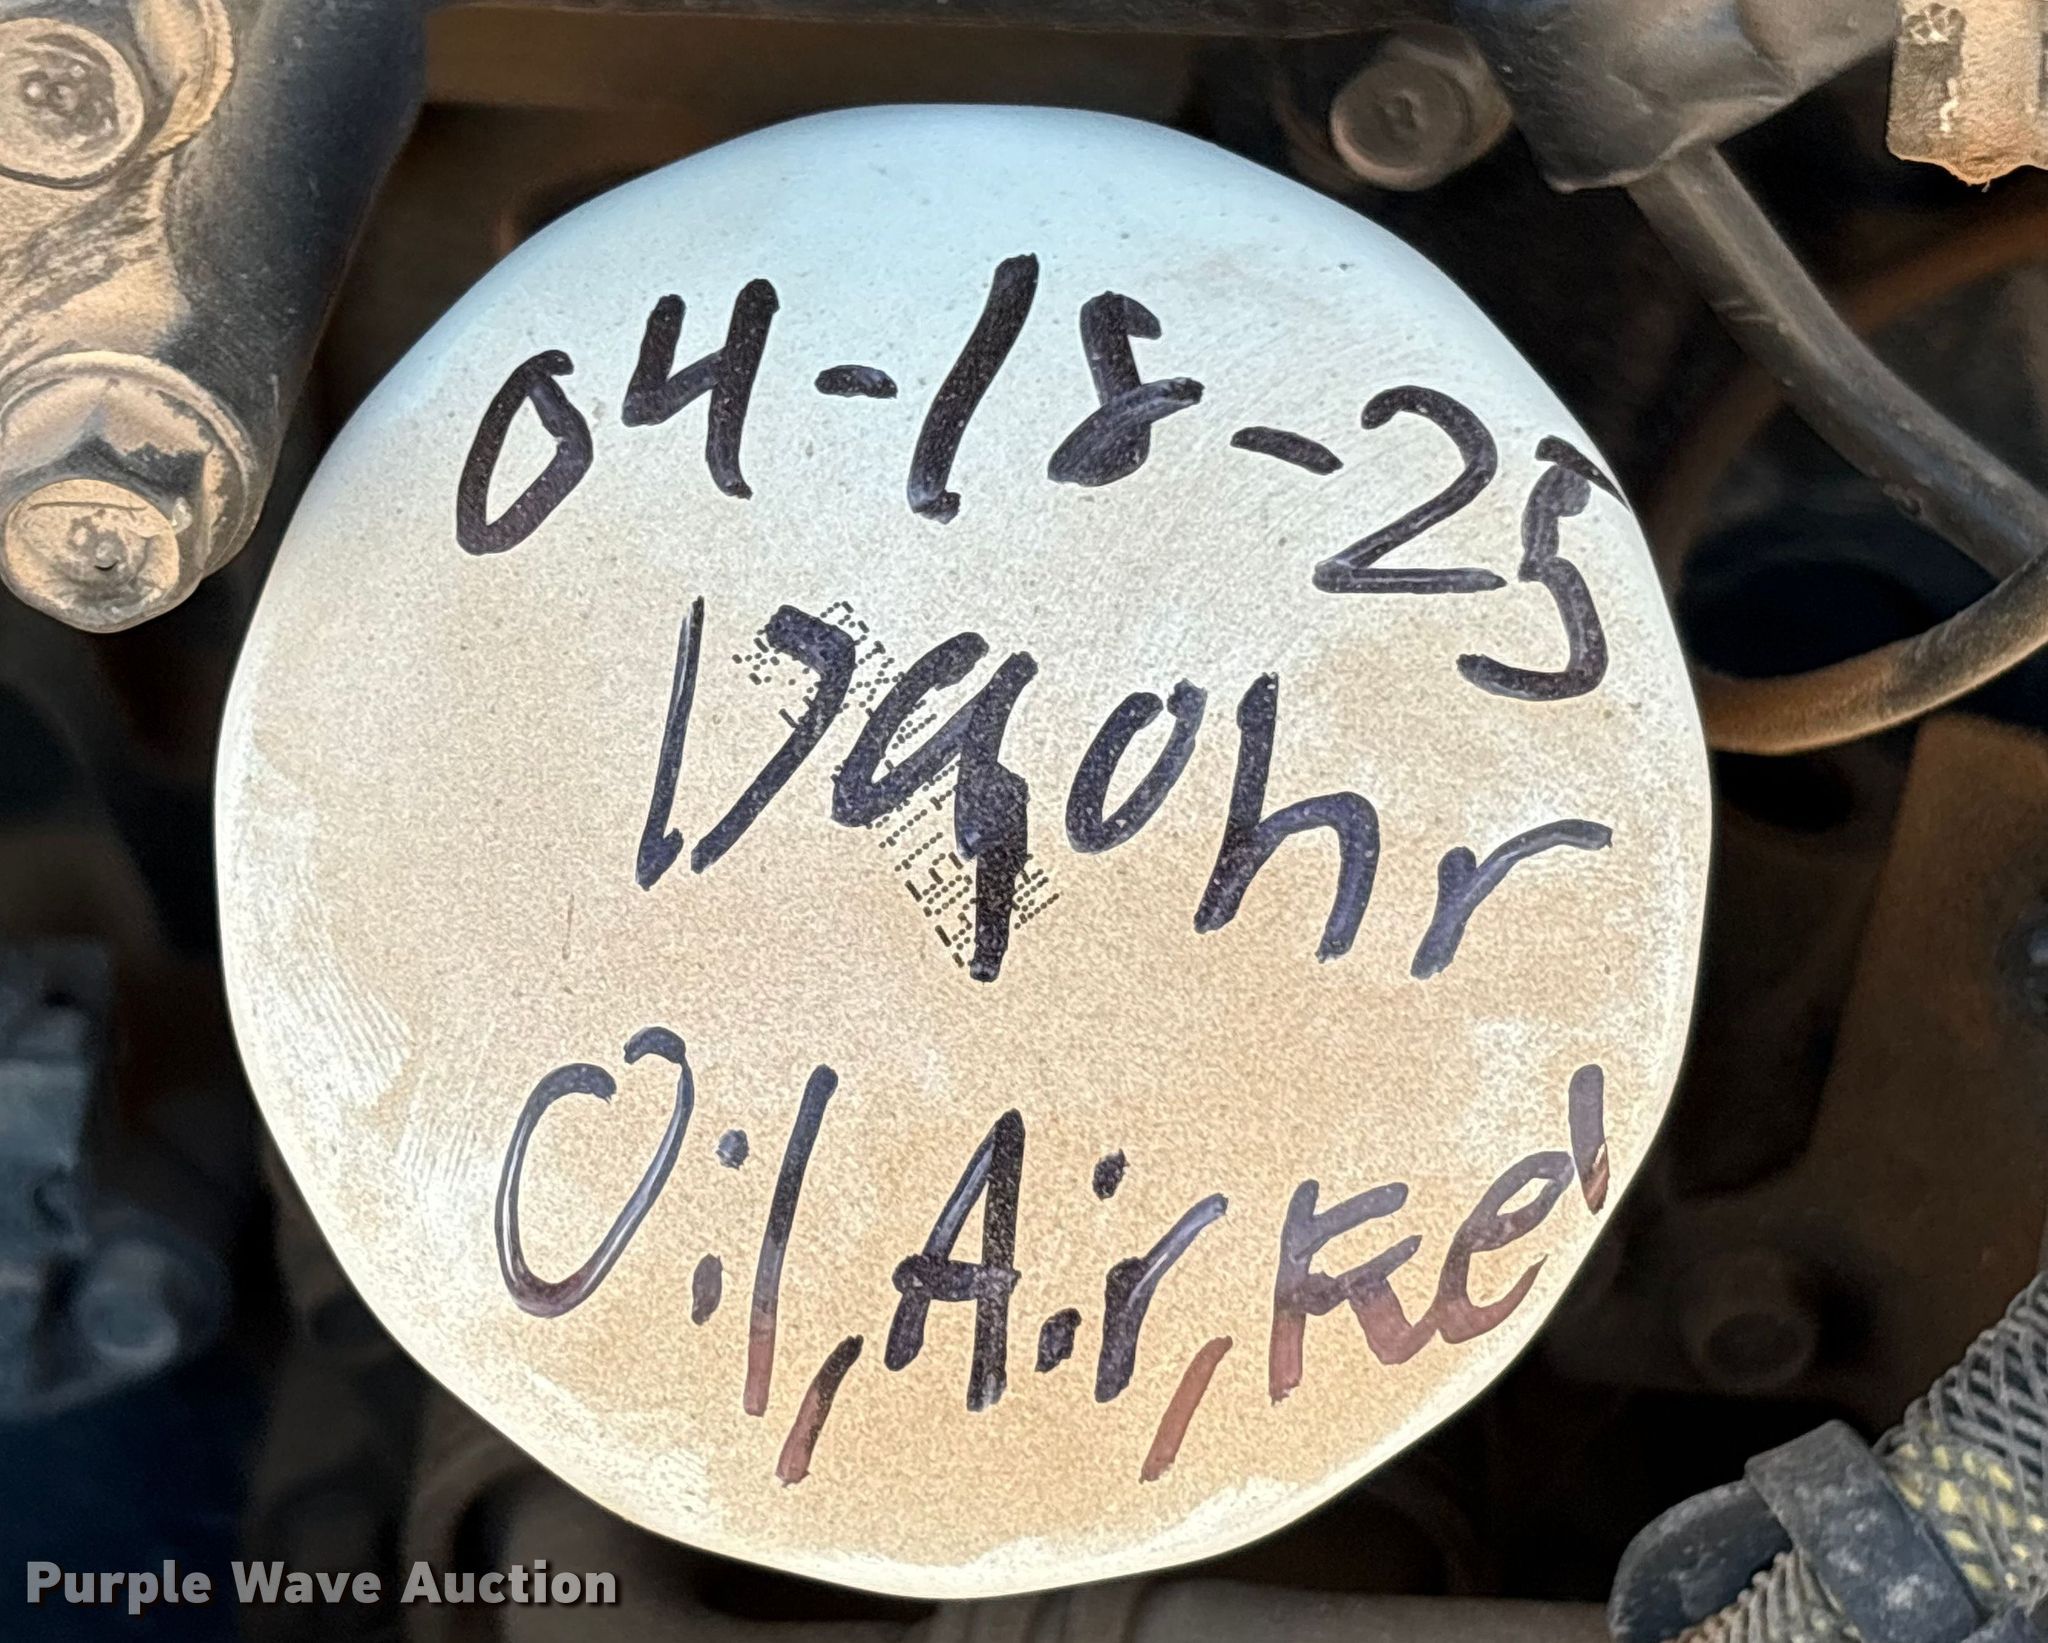 04-18-25
1790hr
Oil, Air, Fuel
Purple Wave Auction